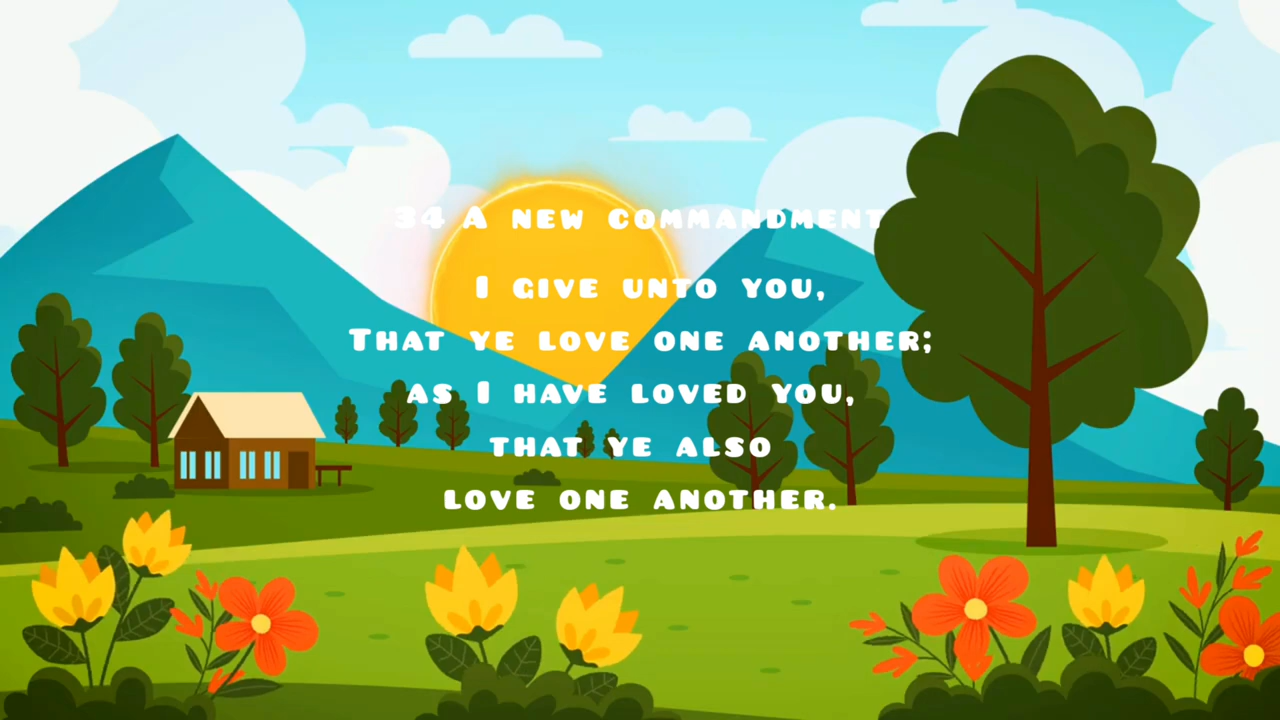 34 A new commandment
I give unto you,
That ye love one another;
as I have loved you,
that ye also
love one another.